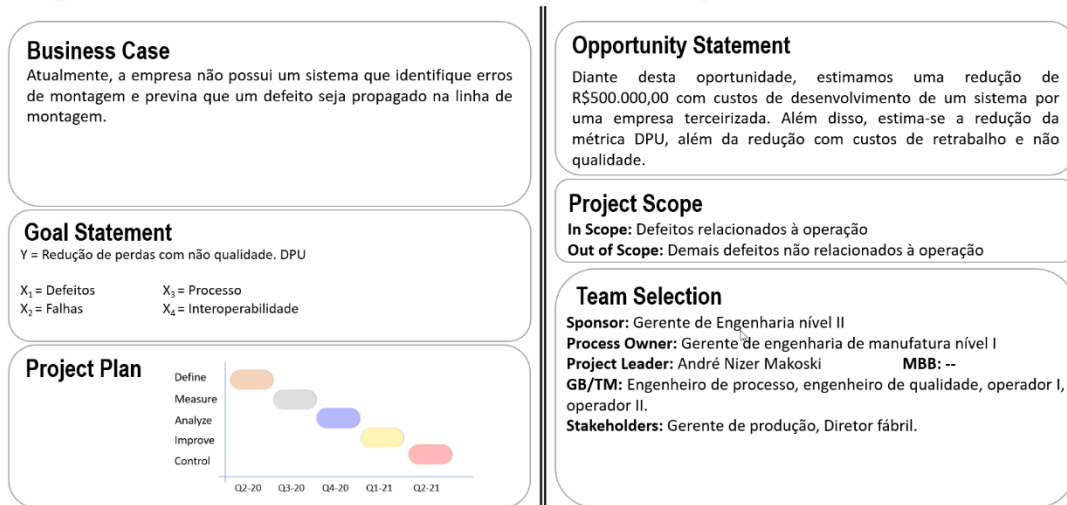 Business Case
Atualmente, a empresa não possui um sistema que identifique erros
de montagem e previna que um defeito seja propagado na linha de
montagem.
Goal Statement
Y = Redução de perdas com não qualidade. DPU
X1 = Defeitos X3 = Processo
X2 = Falhas X4 = Interoperabilidade
Project Plan
Define
Measure
Analyze
Improve
Control
Q2-20 Q3-20 Q4-20 Q1-21 Q2-21
Opportunity Statement
Diante desta oportunidade, estimamos uma redução de
R$500.000,00 com custos de desenvolvimento de um sistema por
uma empresa terceirizada. Além disso, estima-se a redução da
métrica DPU, além da redução com custos de retrabalho e não
qualidade.
Project Scope
In Scope: Defeitos relacionados à operação
Out of Scope: Demais defeitos não relacionados à operação
Team Selection
Sponsor: Gerente de Engenharia nível II
Process Owner: Gerente de engenharia de manufatura nível I
Project Leader: André Nizer Makoski MBB: --
GB/TM: Engenheiro de processo, engenheiro de qualidade, operador I,
operador II.
Stakeholders: Gerente de produção, Diretor fábril.